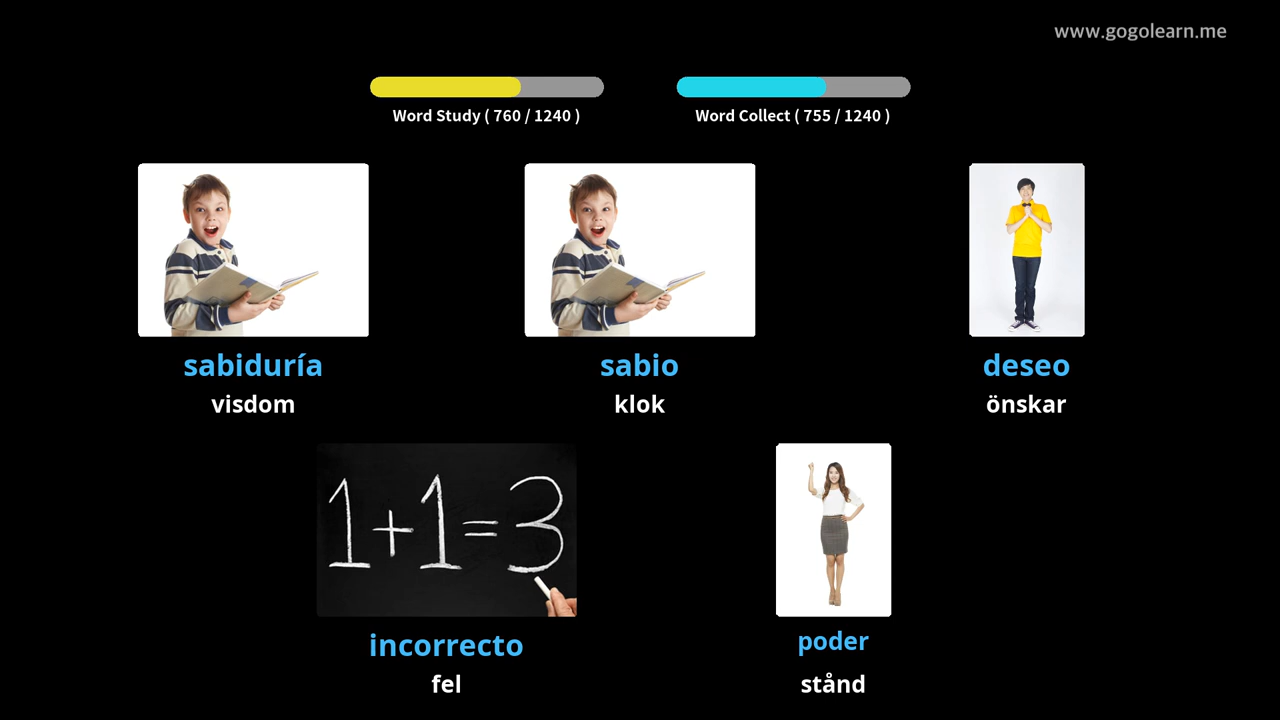 www.gogolearn.me
Word Study ( 760 / 1240 )
Word Collect ( 755 / 1240 )
sabiduría
visdom
sabio
klok
deseo
önskar
1+1=3
incorrecto
fel
poder
stånd